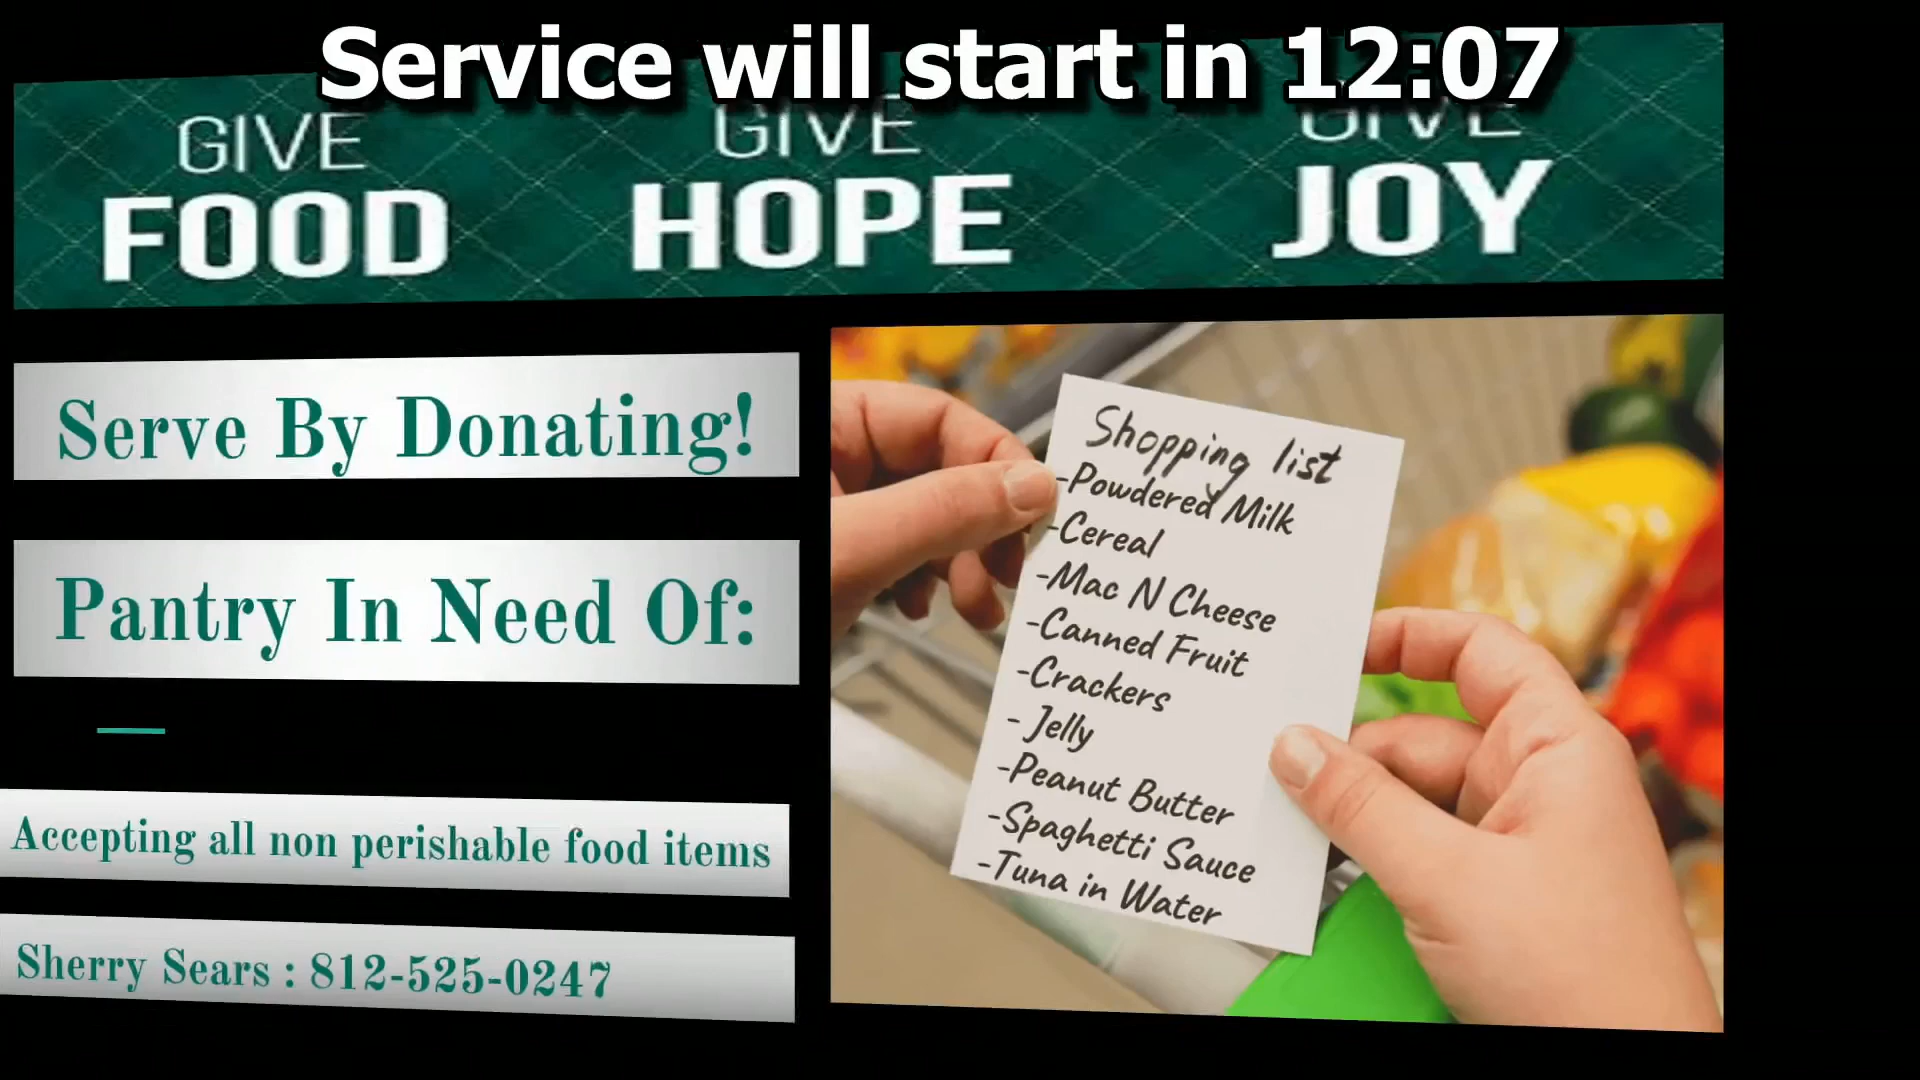 Service will start in 12:07
GIVE
FOOD
GIVE
HOPE
GIVE
JOY
Serve By Donating!
Pantry In Need Of:
Accepting all non perishable food items
Sherry Sears : 812-525-0247
Shopping list
-Powdered Milk
-Cereal
-Mac N Cheese
-Canned Fruit
-Crackers
- Jelly
-Peanut Butter
-Spaghetti Sauce
-Tuna in Water